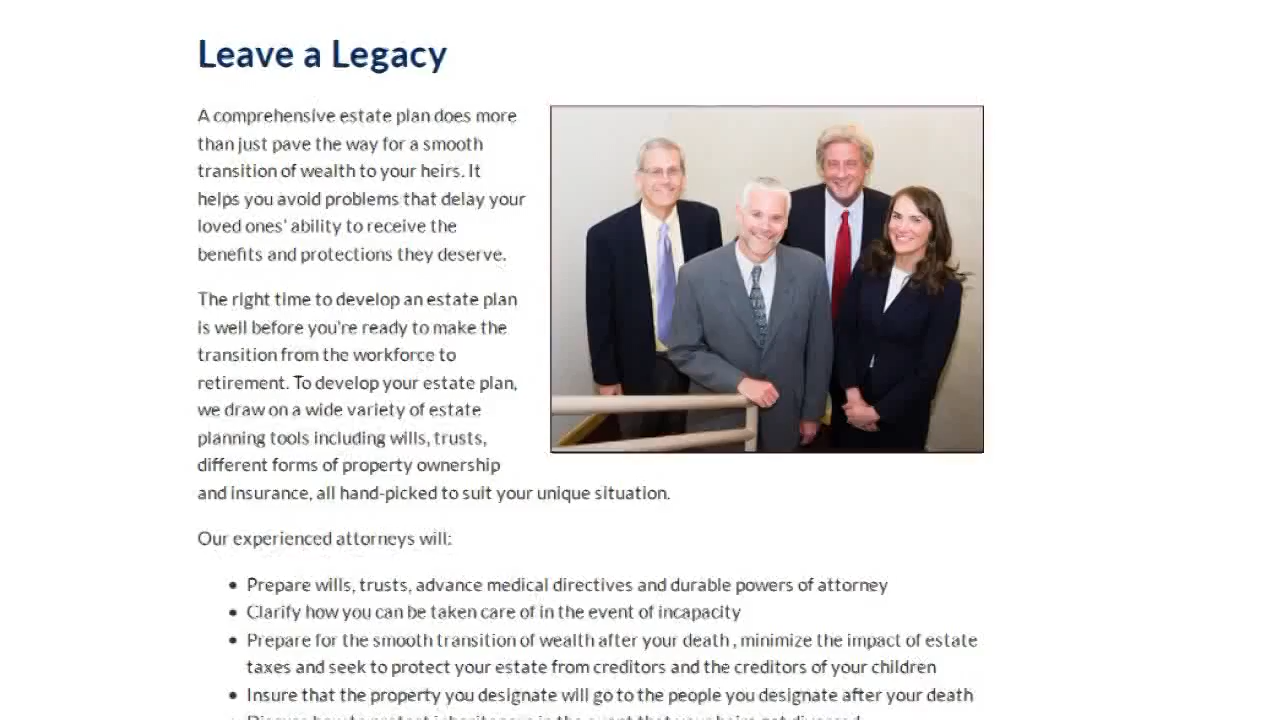 Leave a Legacy
A comprehensive estate plan does more
than just pave the way for a smooth
transition of wealth to your heirs. It
helps you avoid problems that delay your
loved ones' ability to receive the
benefits and protections they deserve.
The right time to develop an estate plan
is well before you're ready to make the
transition from the workforce to
retirement. To develop your estate plan,
we draw on a wide variety of estate
planning tools including wills, trusts,
different forms of property ownership
and insurance, all hand-picked to suit your unique situation.
Our experienced attorneys will:
• Prepare wills, trusts, advance medical directives and durable powers of attorney
• Clarify how you can be taken care of in the event of incapacity
• Prepare for the smooth transition of wealth after your death , minimize the impact of estate
taxes and seek to protect your estate from creditors and the creditors of your children
• Insure that the property you designate will go to the people you designate after your death